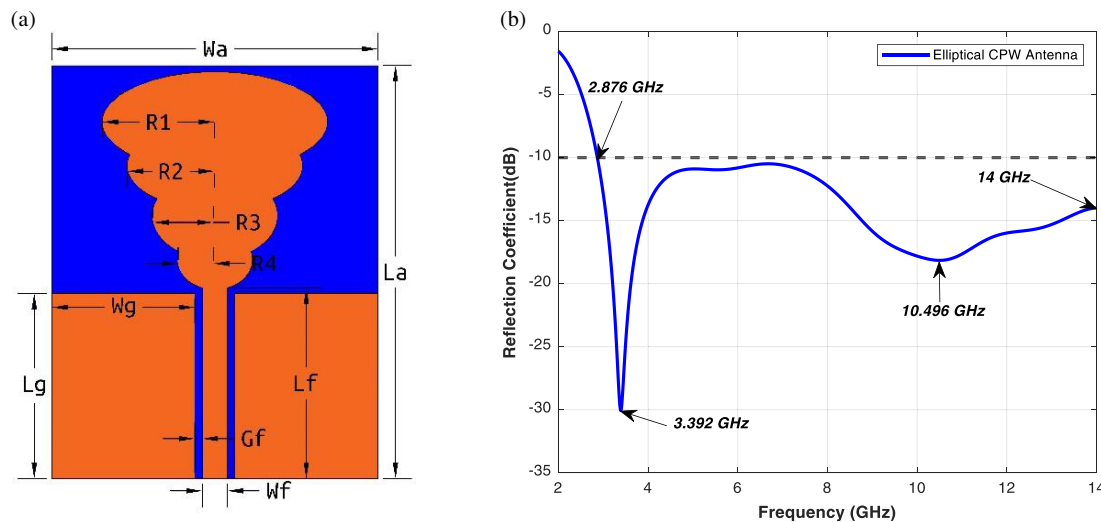 (a)
Wa
R1
R2
R3
R4
La
Wg
Lg
Lf
Gf
Wf
(b)
0
-5
-10
-15
-20
-25
-30
-35
2
4
6
8
10
12
14
Reflection Coefficient(dB)
Frequency (GHz)
Elliptical CPW Antenna
2.876 GHz
14 GHz
10.496 GHz
3.392 GHz